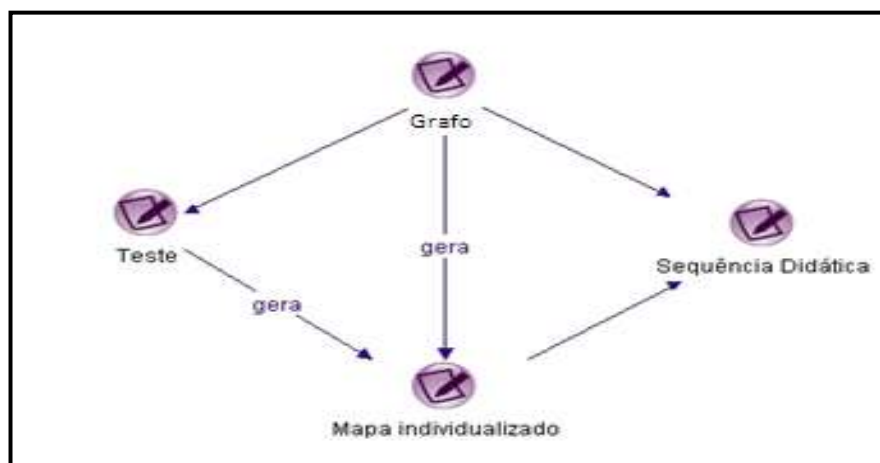 Grafo
Teste
gera
Sequência Didática
gera
Mapa individualizado